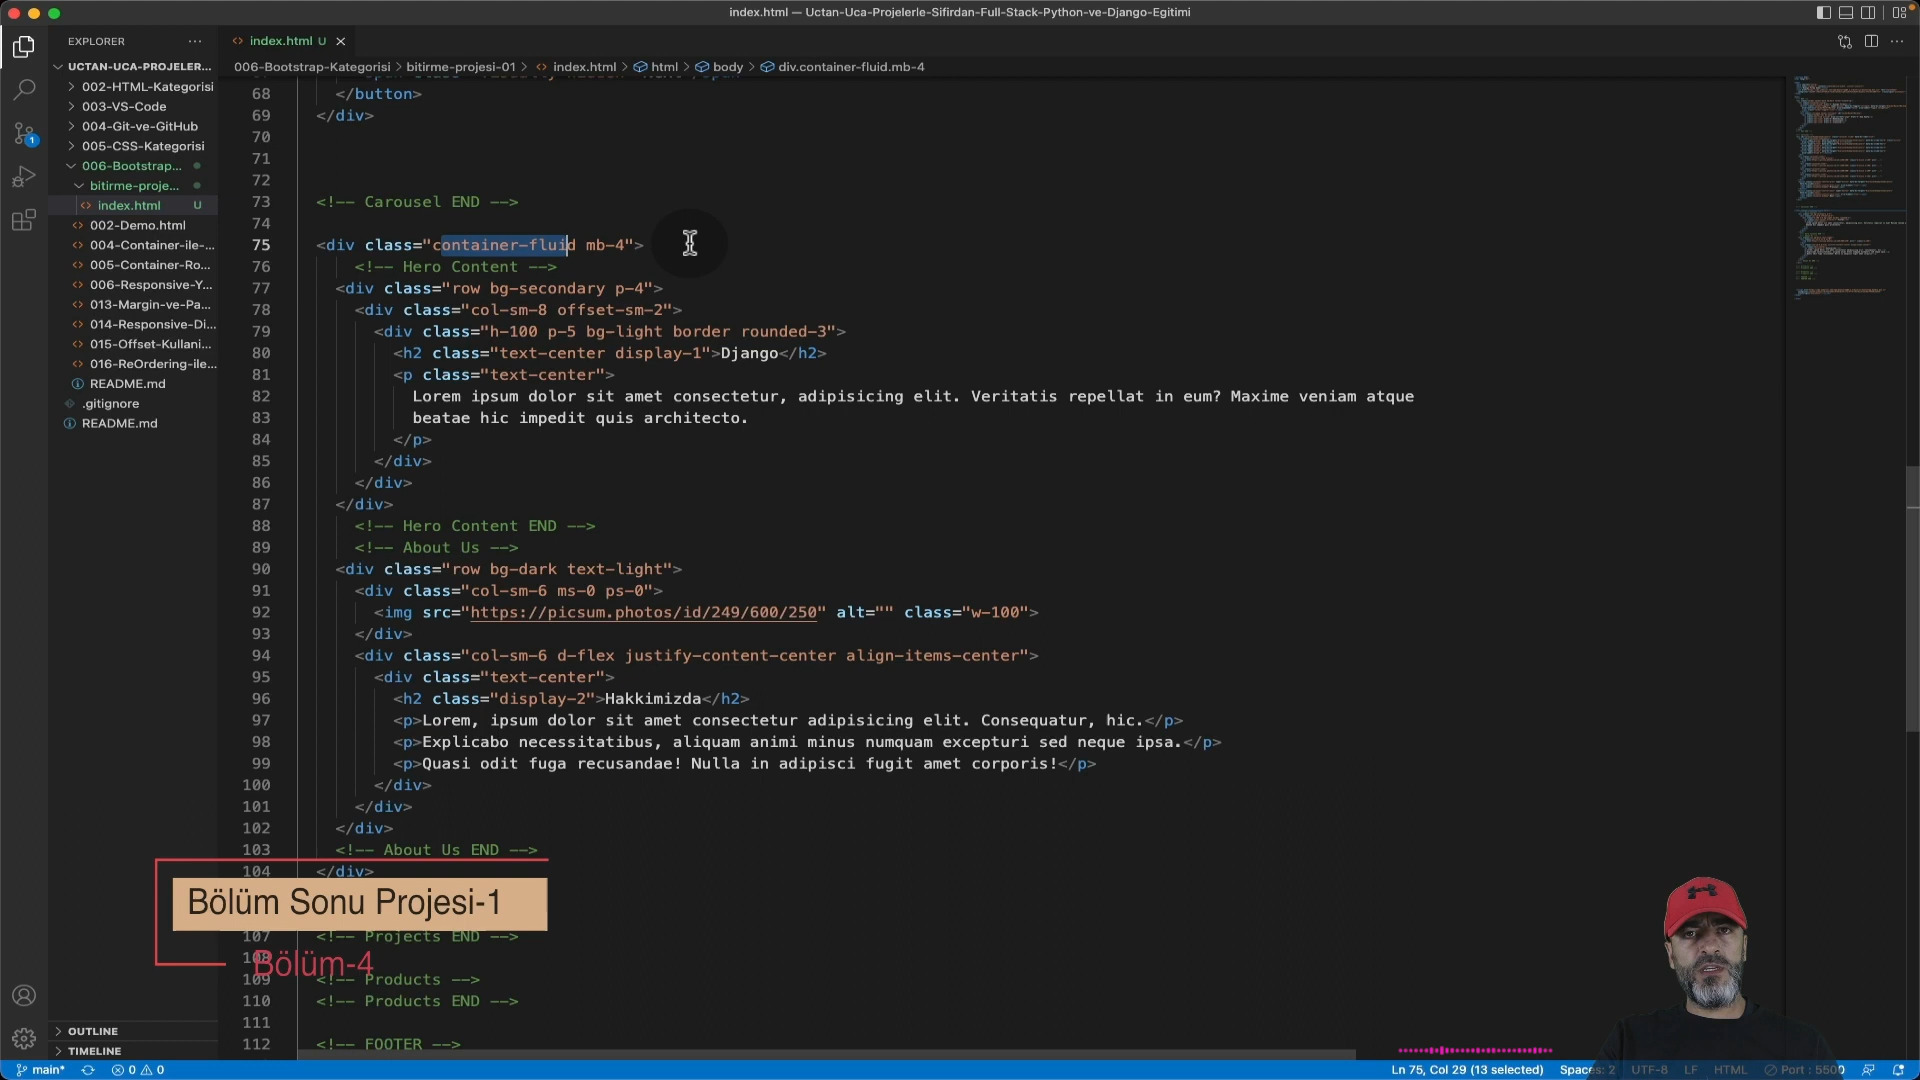 index.html — Uctan-Uca-Projelerle-Sifirdan-Full-Stack-Python-ve-Django-Egitimi
EXPLORER
UCTAN-UCA-PROJELER...
002-HTML-Kategorisi
003-VS-Code
004-Git-ve-GitHub
005-CSS-Kategorisi
006-Bootstrap...
bitirme-proje...
index.html U
002-Demo.html
004-Container-ile-...
005-Container-Ro...
006-Responsive-Y...
013-Margin-ve-Pa...
014-Responsive-Di...
015-Offset-Kullani...
016-ReOrdering-ile...
README.md
.gitignore
README.md
OUTLINE
TIMELINE
1
index.html U
006-Bootstrap-Kategorisi > bitirme-projesi-01 > index.html > html > body > div.container-fluid.mb-4
68 </button>
69 </div>
70
71
72
73 <!-- Carousel END -->
74
75 <div class="container-fluid mb-4">
76 <!-- Hero Content -->
77 <div class="row bg-secondary p-4">
78 <div class="col-sm-8 offset-sm-2">
79 <div class="h-100 p-5 bg-light border rounded-3">
80 <h2 class="text-center display-1">Django</h2>
81 <p class="text-center">
82 Lorem ipsum dolor sit amet consectetur, adipisicing elit. Veritatis repellat in eum? Maxime veniam atque
83 beatae hic impedit quis architecto.
84 </p>
85 </div>
86 </div>
87 </div>
88 <!-- Hero Content END -->
89 <!-- About Us -->
90 <div class="row bg-dark text-light">
91 <div class="col-sm-6 ms-0 ps-0">
92 <img src="https://picsum.photos/id/249/600/250" alt="" class="w-100">
93 </div>
94 <div class="col-sm-6 d-flex justify-content-center align-items-center">
95 <div class="text-center">
96 <h2 class="display-2">Hakkimizda</h2>
97 <p>Lorem, ipsum dolor sit amet consectetur adipisicing elit. Consequatur, hic.</p>
98 <p>Explicabo necessitatibus, aliquam animi minus numquam excepturi sed neque ipsa.</p>
99 <p>Quasi odit fuga recusandae! Nulla in adipisci fugit amet corporis!</p>
100 </div>
101 </div>
102 </div>
103 <!-- About Us END -->
104 </div>
Bölüm Sonu Projesi-1
107 <!-- Projects END -->
Bölüm-4
109 <!-- Products -->
110 <!-- Products END -->
111
112 <!-- FOOTER -->
main* 0 0 Ln 75, Col 29 (13 selected) Spaces: 2 UTF-8 LF HTML Port : 5500